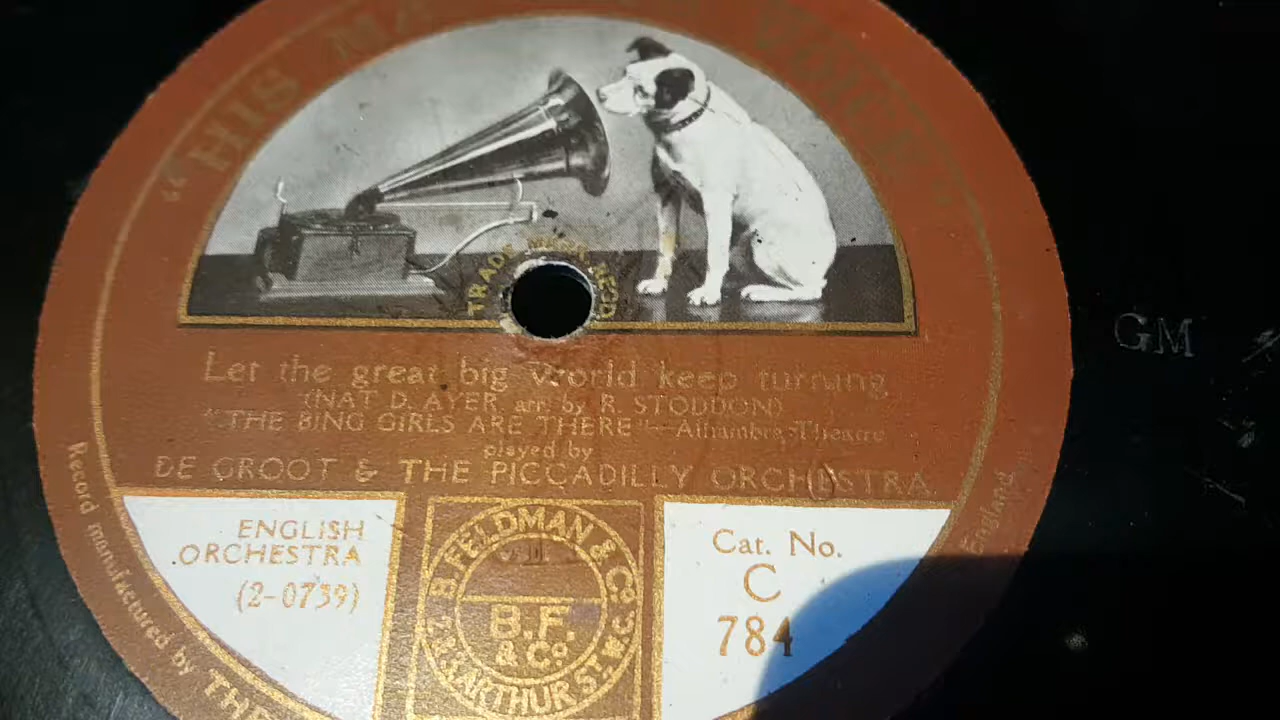 "HIS MA VOICE"
TRADE MARK REGD
Let the great big World keep turning
(NAT D. AYER, arr. by R. STODDON)
"THE BING GIRLS ARE THERE"—Alhambra Theatre
played by
DE GROOT & THE PICCADILLY ORCHESTRA.
ENGLISH
ORCHESTRA
(2-0739)
B. FELDMAN & Co.
2 & 3, ARTHUR ST. W.C.
B.F.
& Co
Cat. No.
C
784
Record manufactured by THE
England
GM